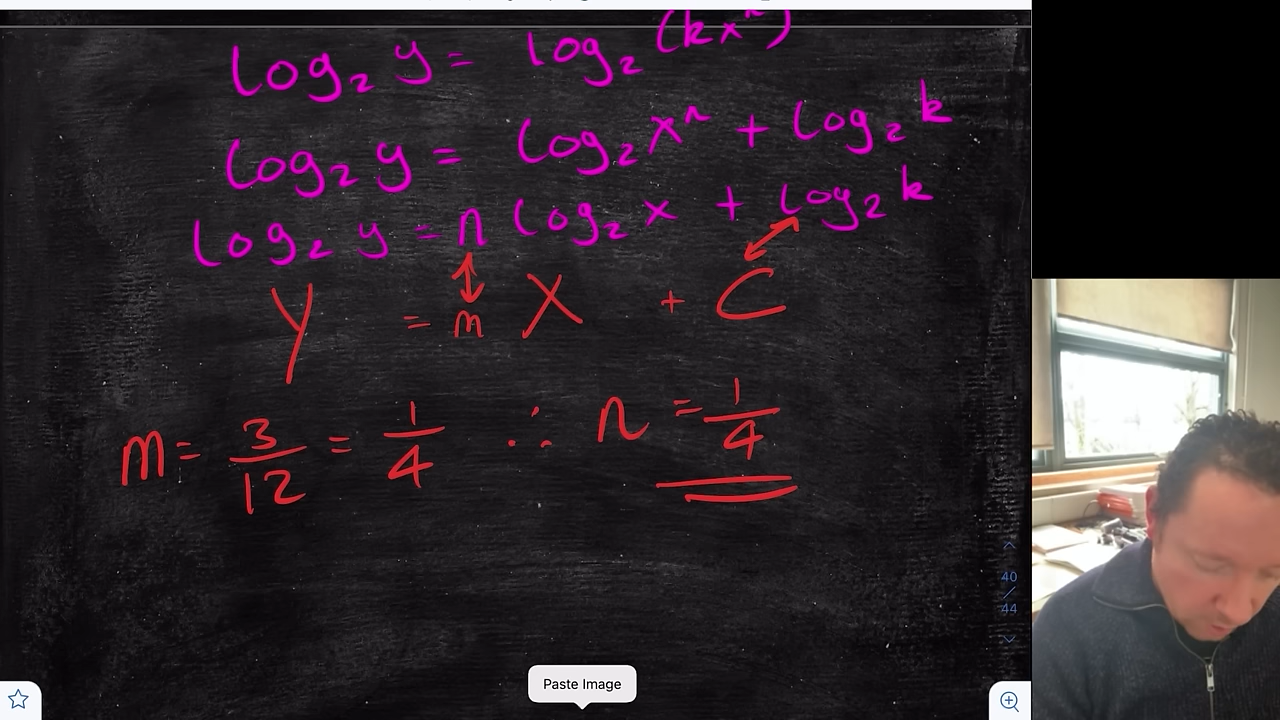 log₂ y = log₂ (kxⁿ)
log₂ y = log₂ xⁿ + log₂ k
log₂ y = n log₂ x + log₂ k
Y = m X + C
m = 3/12 = 1/4 ∴ n = 1/4
40
/
44
Paste Image